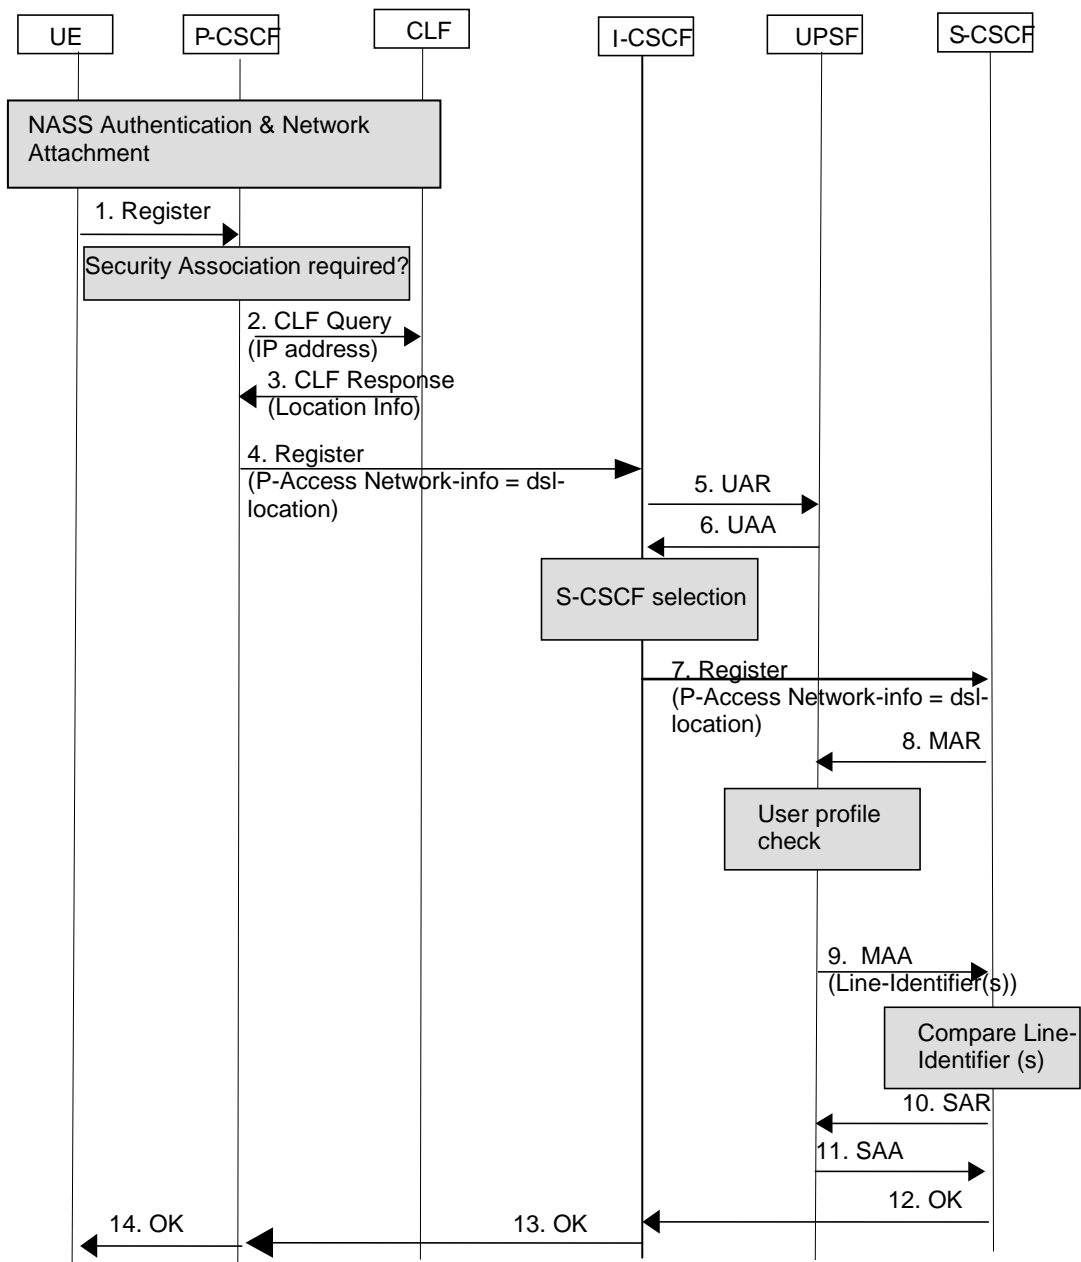 UE
P-CSCF
CLF
I-CSCF
UPSF
S-CSCF
NASS Authentication & Network
Attachment
1. Register
Security Association required?
2. CLF Query
(IP address)
3. CLF Response
(Location Info)
4. Register
(P-Access Network-info = dsl-
location)
5. UAR
6. UAA
S-CSCF selection
7. Register
(P-Access Network-info = dsl-
location)
8. MAR
User profile
check
9. MAA
(Line-Identifier(s))
Compare Line-
Identifier (s)
10. SAR
11. SAA
12. OK
13. OK
14. OK